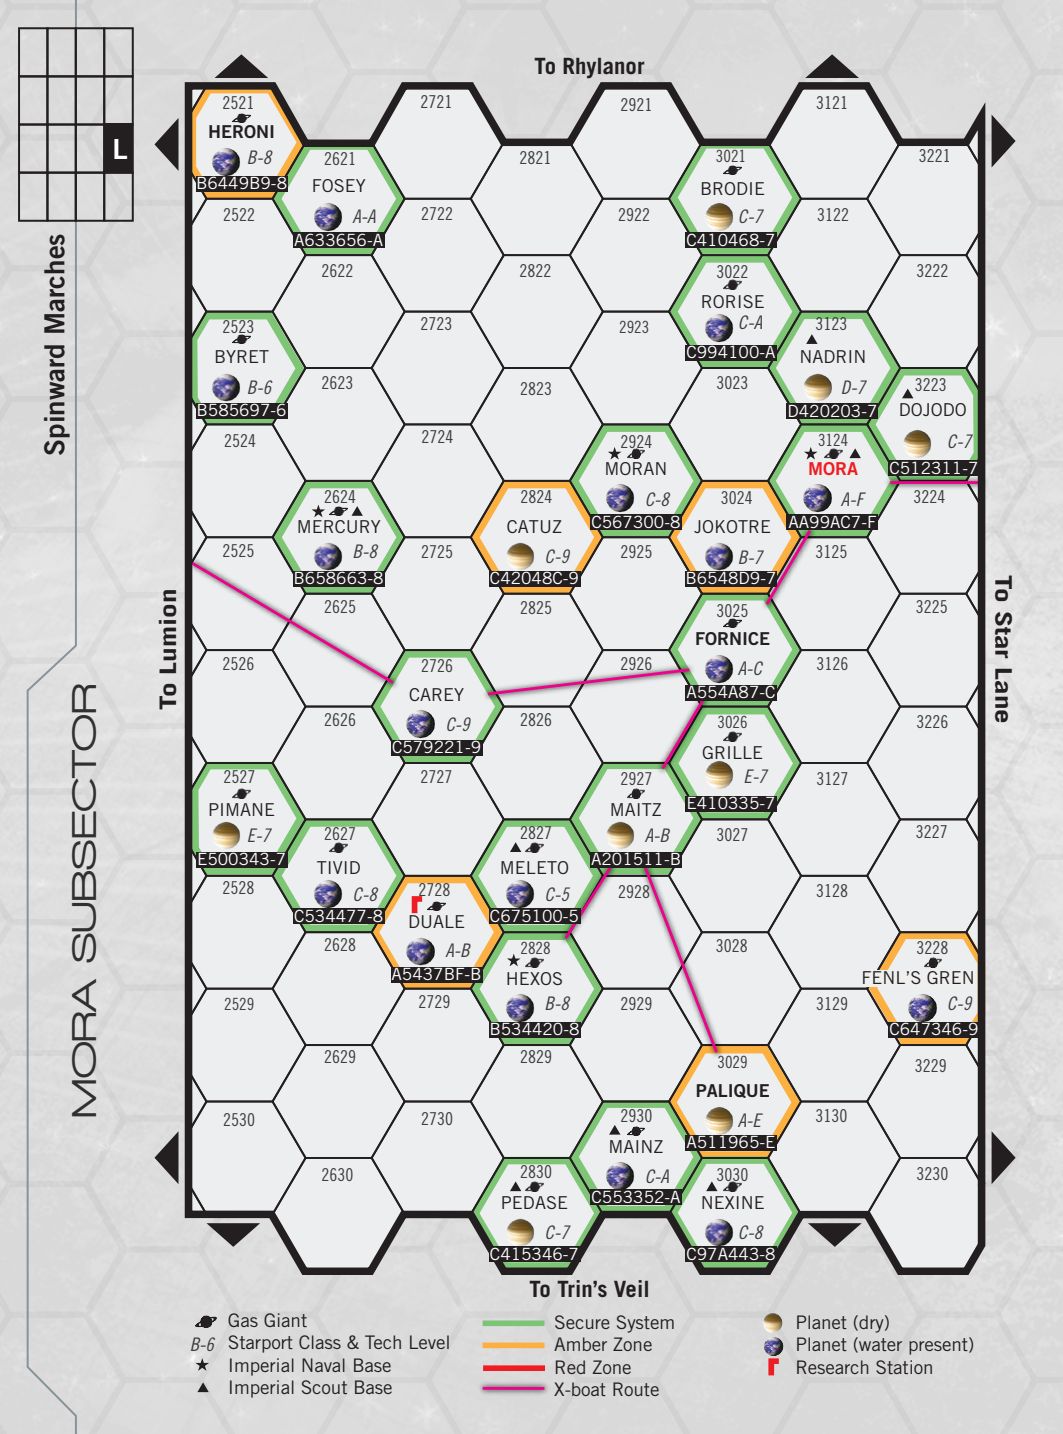 To Rhylanor
L
Spinward Marches
MORA SUBSECTOR
To Lumion
To Star Lane
2521
HERONI
B-8
B6449B9-8
2621
FOSEY
A-A
A633656-A
2721
2821
2921
3021
BRODIE
C-7
C410468-7
3121
3221
2522
2622
2722
2822
2922
3022
RORISE
C-A
C994100-A
3122
3222
2523
BYRET
B-6
B585697-6
2623
2723
2823
2923
3023
3123
NADRIN
D-7
D420203-7
3223
DOJODO
C-7
C512311-7
2524
2624
MERCURY
B-8
B658663-8
2724
2824
CATUZ
C-9
C42048C-9
2924
MORAN
C-8
C567300-8
3024
JOKOTRE
B-7
B6548D9-7
3124
MORA
A-F
AA99AC7-F
3224
2525
2625
2725
2825
2925
3025
FORNICE
A-C
A554A87-C
3125
3225
2526
2626
2726
CAREY
C-9
C579221-9
2826
2926
3026
GRILLE
E-7
E410335-7
3126
3226
2527
PIMANE
E-7
E500343-7
2627
TIVID
C-8
C534477-8
2727
2827
MELETO
C-5
C675100-5
2927
MAITZ
A-B
A201511-B
3027
3127
3227
2528
2628
2728
DUALE
A-B
A5437BF-B
2828
HEXOS
B-8
B534420-8
2928
3028
3128
3228
FENL'S GREN
C-9
C647346-9
2529
2629
2729
2829
2929
3029
PALIQUE
A-E
A511965-E
3129
3229
2530
2630
2730
2830
PEDASE
C-7
C415346-7
2930
MAINZ
C-A
C553352-A
3030
NEXINE
C-8
C97A443-8
3130
3230
To Trin's Veil
Gas Giant
B-6 Starport Class & Tech Level
Imperial Naval Base
Imperial Scout Base
Secure System
Amber Zone
Red Zone
X-boat Route
Planet (dry)
Planet (water present)
Research Station